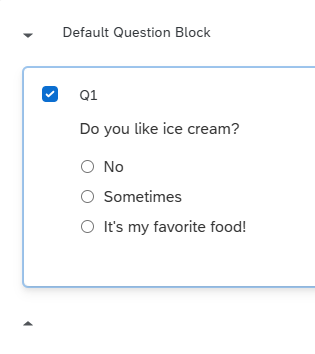 Default Question Block
Q1
Do you like ice cream?
No
Sometimes
It's my favorite food!